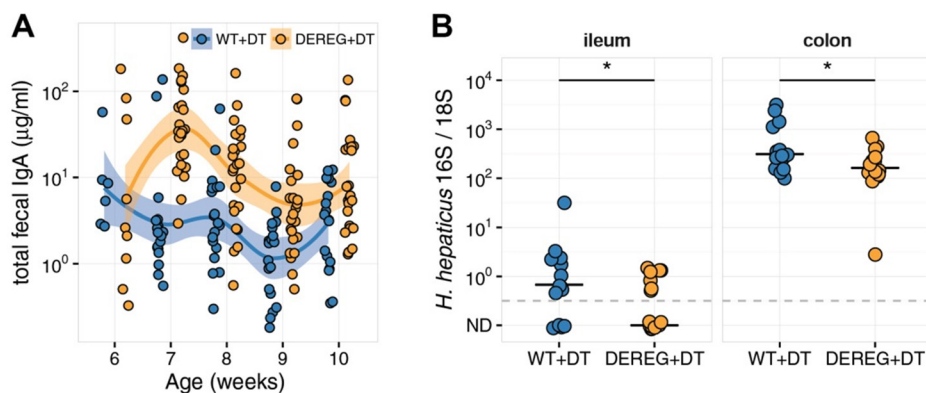 A
WT+DT DEREG+DT
total fecal IgA (μg/ml)
10²
10¹
10⁰
6 7 8 9 10
Age (weeks)
B
ileum colon
* *
H. hepaticus 16S / 18S
10⁴
10³
10²
10¹
10⁰
ND
WT+DT DEREG+DT WT+DT DEREG+DT